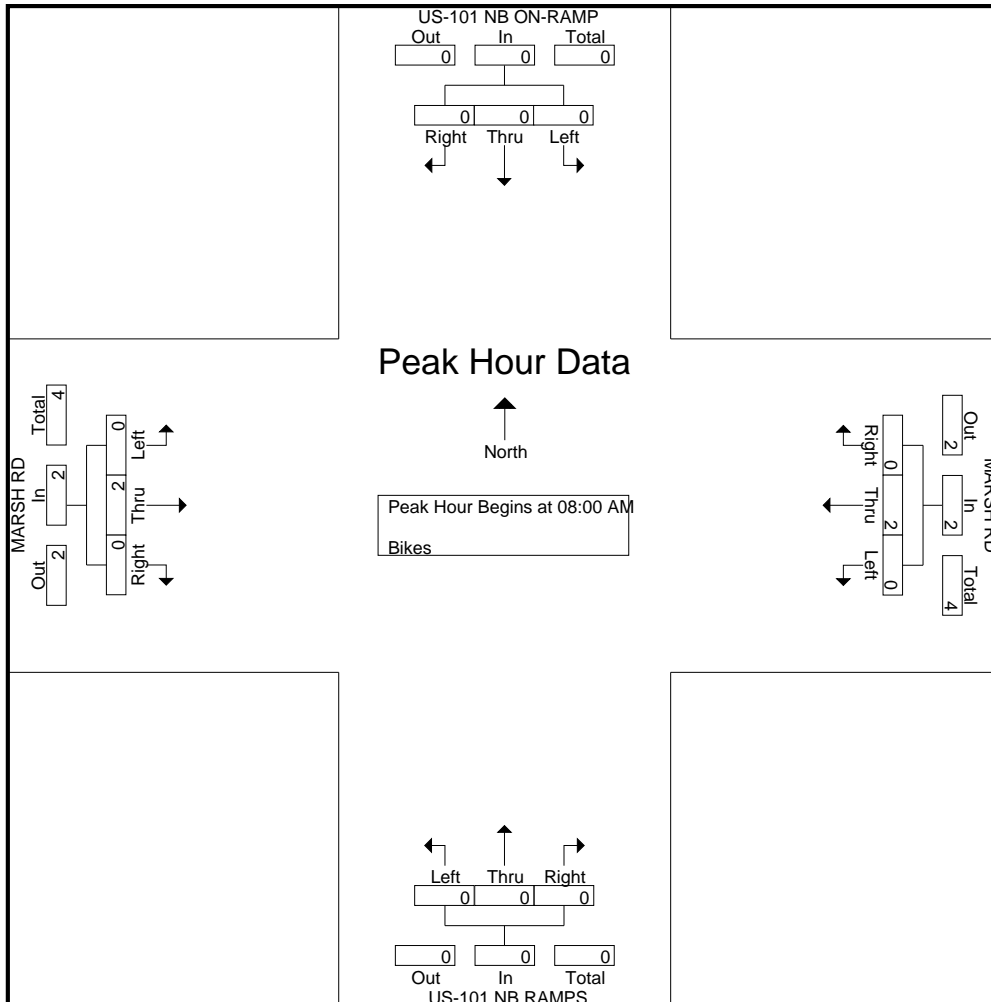 US-101 NB ON-RAMP
Out In Total
0 0 0
0 0 0
Right Thru Left
Peak Hour Data
North
Peak Hour Begins at 08:00 AM
Bikes
MARSH RD
Total In Out
4 2 2
0 2 0
Left Thru Right
Right Thru Left
0 2 0
Out In Total
2 2 4
MARSH RD
Left Thru Right
0 0 0
0 0 0
Out In Total
US-101 NB RAMPS